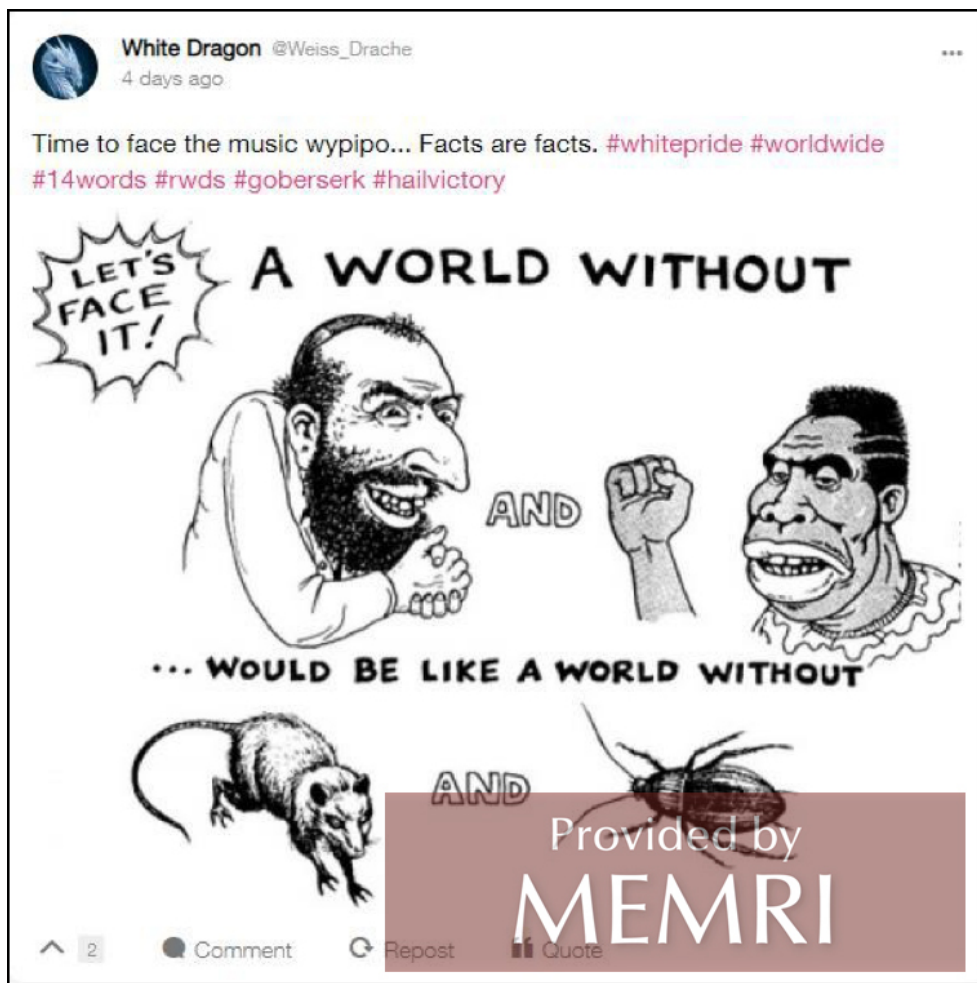 White Dragon @Weiss_Drache
4 days ago
Time to face the music wypipo... Facts are facts. #whitepride #worldwide
#14words #rwds #goberserk #hailvictory
LET'S
FACE
IT!
A WORLD WITHOUT
AND
... WOULD BE LIKE A WORLD WITHOUT
AND
Provided by
MEMRI
2 Comment Repost Quote